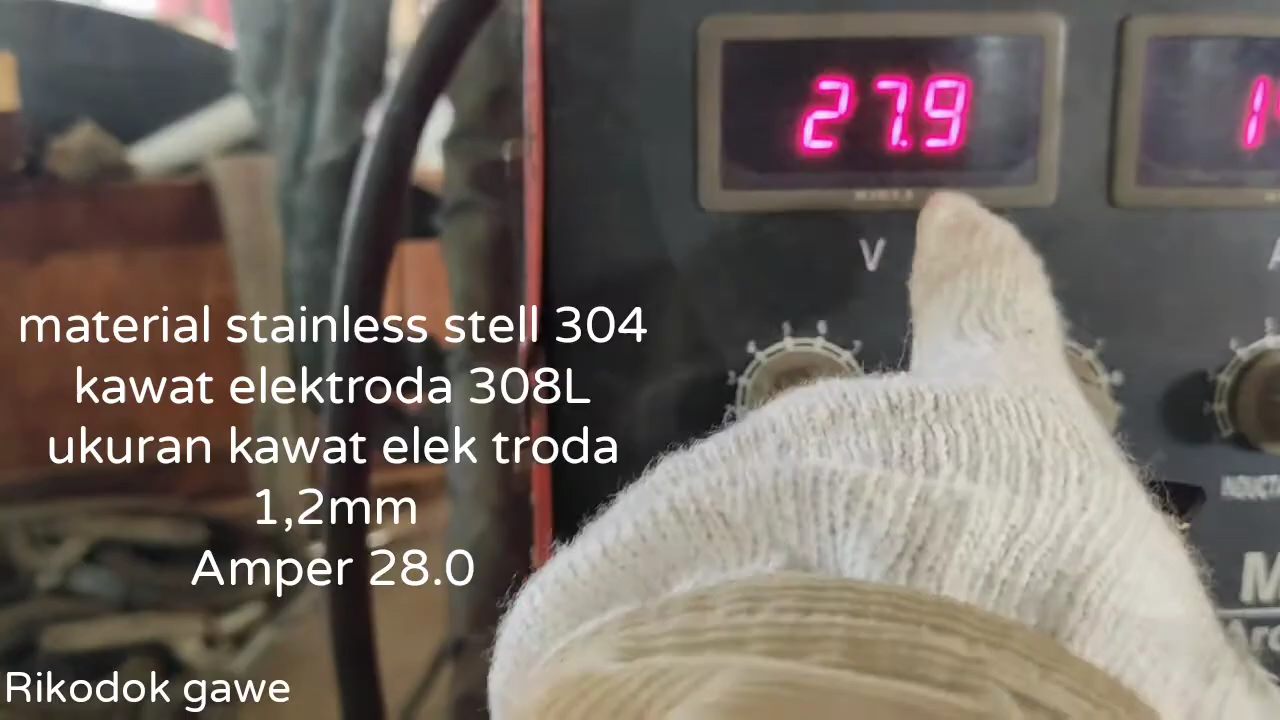 27.9
V
material stainless stell 304
kawat elektroda 308L
ukuran kawat elek troda
1,2mm
Amper 28.0
Rikodok gawe